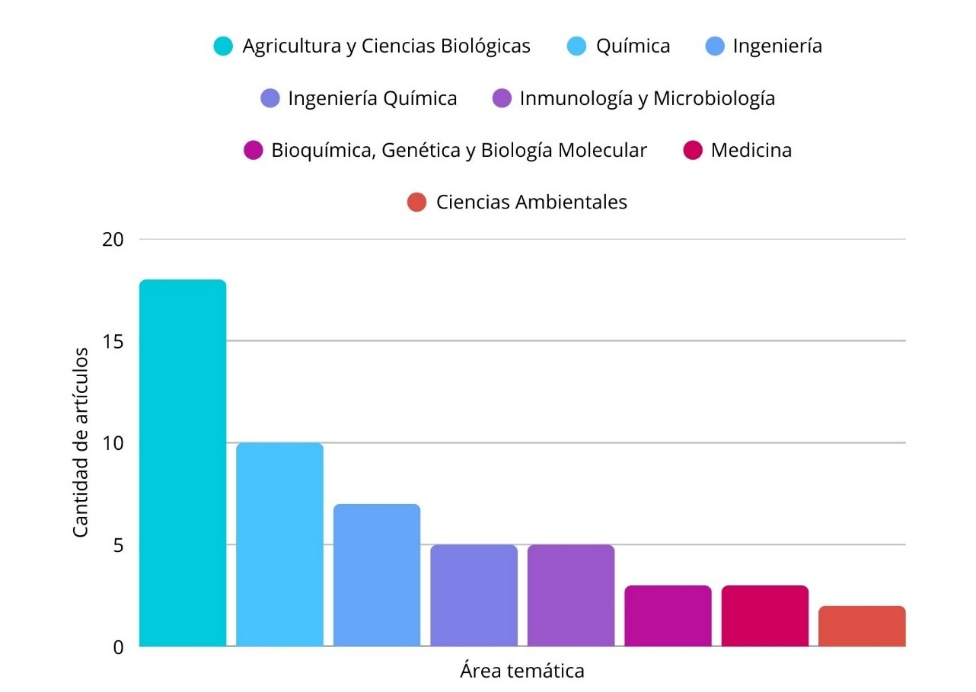 Agricultura y Ciencias Biológicas Química Ingeniería
Ingeniería Química Inmunología y Microbiología
Bioquímica, Genética y Biología Molecular Medicina
Ciencias Ambientales
20
15
10
5
0
Cantidad de artículos
Área temática